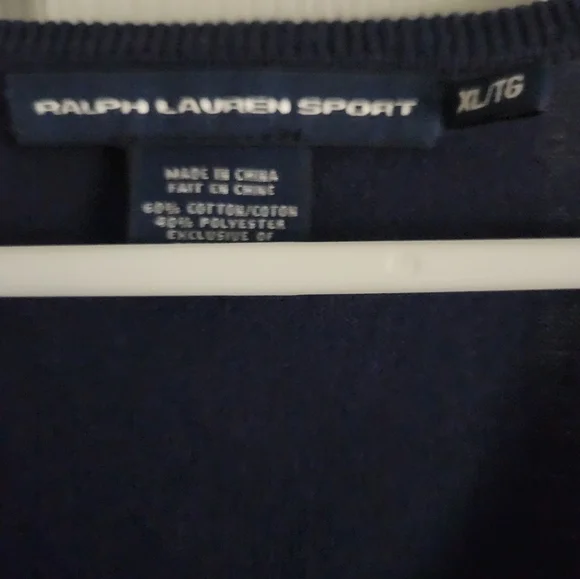 RALPH LAUREN SPORT
XL/TG
MADE IN CHINA
FAIT EN CHINE
60% COTTON/COTON
40% POLYESTER
EXCLUSIVE OF